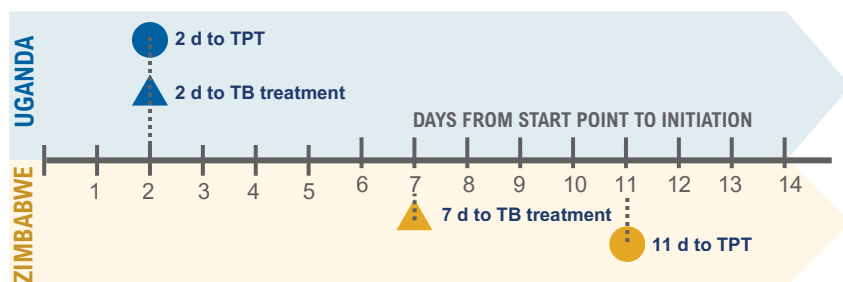 UGANDA
2 d to TPT
2 d to TB treatment
DAYS FROM START POINT TO INITIATION
1 2 3 4 5 6 7 8 9 10 11 12 13 14
ZIMBABWE
7 d to TB treatment
11 d to TPT